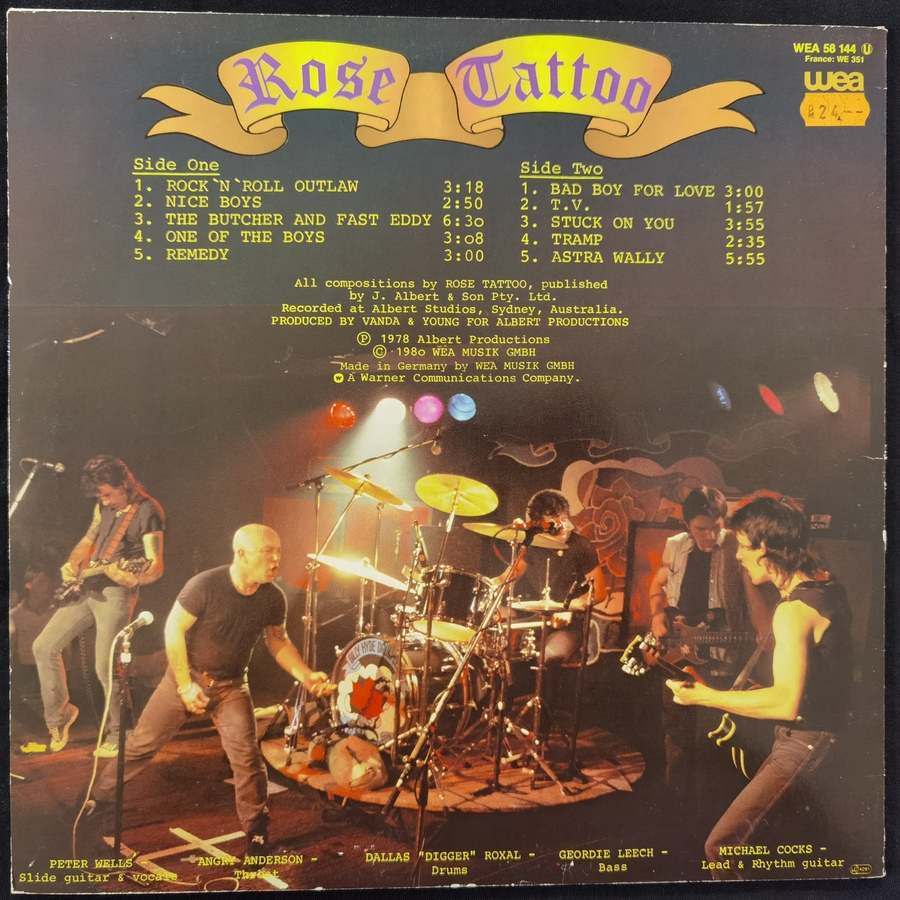 Rose Tattoo
WEA 58 144 U
France: WE 351
wea
824,--
Side One
1. ROCK`N`ROLL OUTLAW 3:18
2. NICE BOYS 2:50
3. THE BUTCHER AND FAST EDDY 6:3o
4. ONE OF THE BOYS 3:o8
5. REMEDY 3:00
Side Two
1. BAD BOY FOR LOVE 3:00
2. T.V. 1:57
3. STUCK ON YOU 3:55
4. TRAMP 2:35
5. ASTRA WALLY 5:55
All compositions by ROSE TATTOO, published
by J. Albert & Son Pty. Ltd.
Recorded at Albert Studios, Sydney, Australia.
PRODUCED BY VANDA & YOUNG FOR ALBERT PRODUCTIONS
Ⓟ 1978 Albert Productions
© 198o WEA MUSIK GMBH
Made in Germany by WEA MUSIK GMBH
A Warner Communications Company.
PETER WELLS -
Slide guitar & vocals
ANGRY ANDERSON -
Throat
DALLAS "DIGGER" ROXAL -
Drums
GEORDIE LEECH -
Bass
MICHAEL COCKS -
Lead & Rhythm guitar